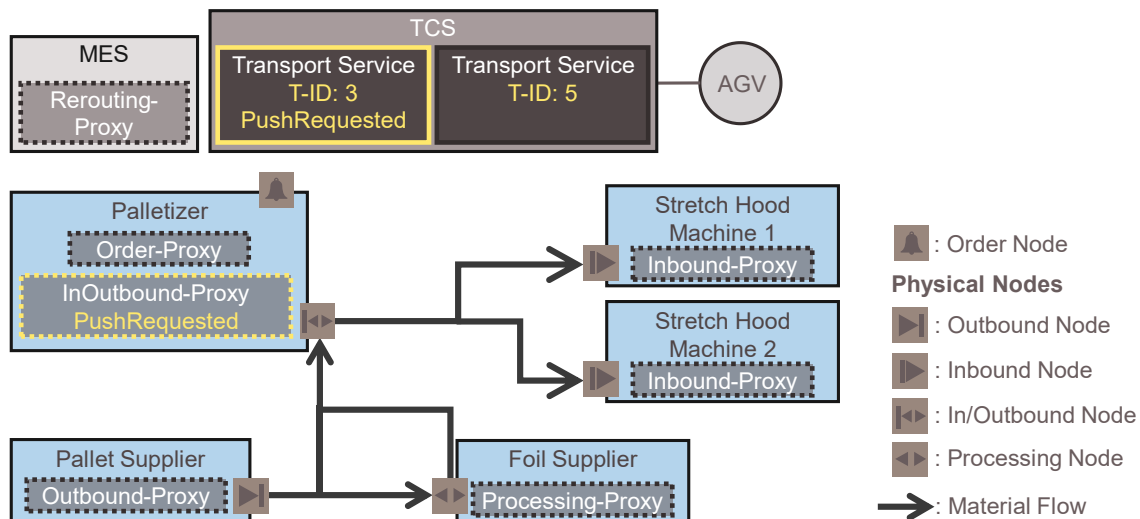 MES
Rerouting-
Proxy
TCS
Transport Service
T-ID: 3
PushRequested
Transport Service
T-ID: 5
AGV
Palletizer
Order-Proxy
InOutbound-Proxy
PushRequested
Stretch Hood
Machine 1
Inbound-Proxy
Stretch Hood
Machine 2
Inbound-Proxy
Pallet Supplier
Outbound-Proxy
Foil Supplier
Processing-Proxy
: Order Node
Physical Nodes
: Outbound Node
: Inbound Node
: In/Outbound Node
: Processing Node
: Material Flow